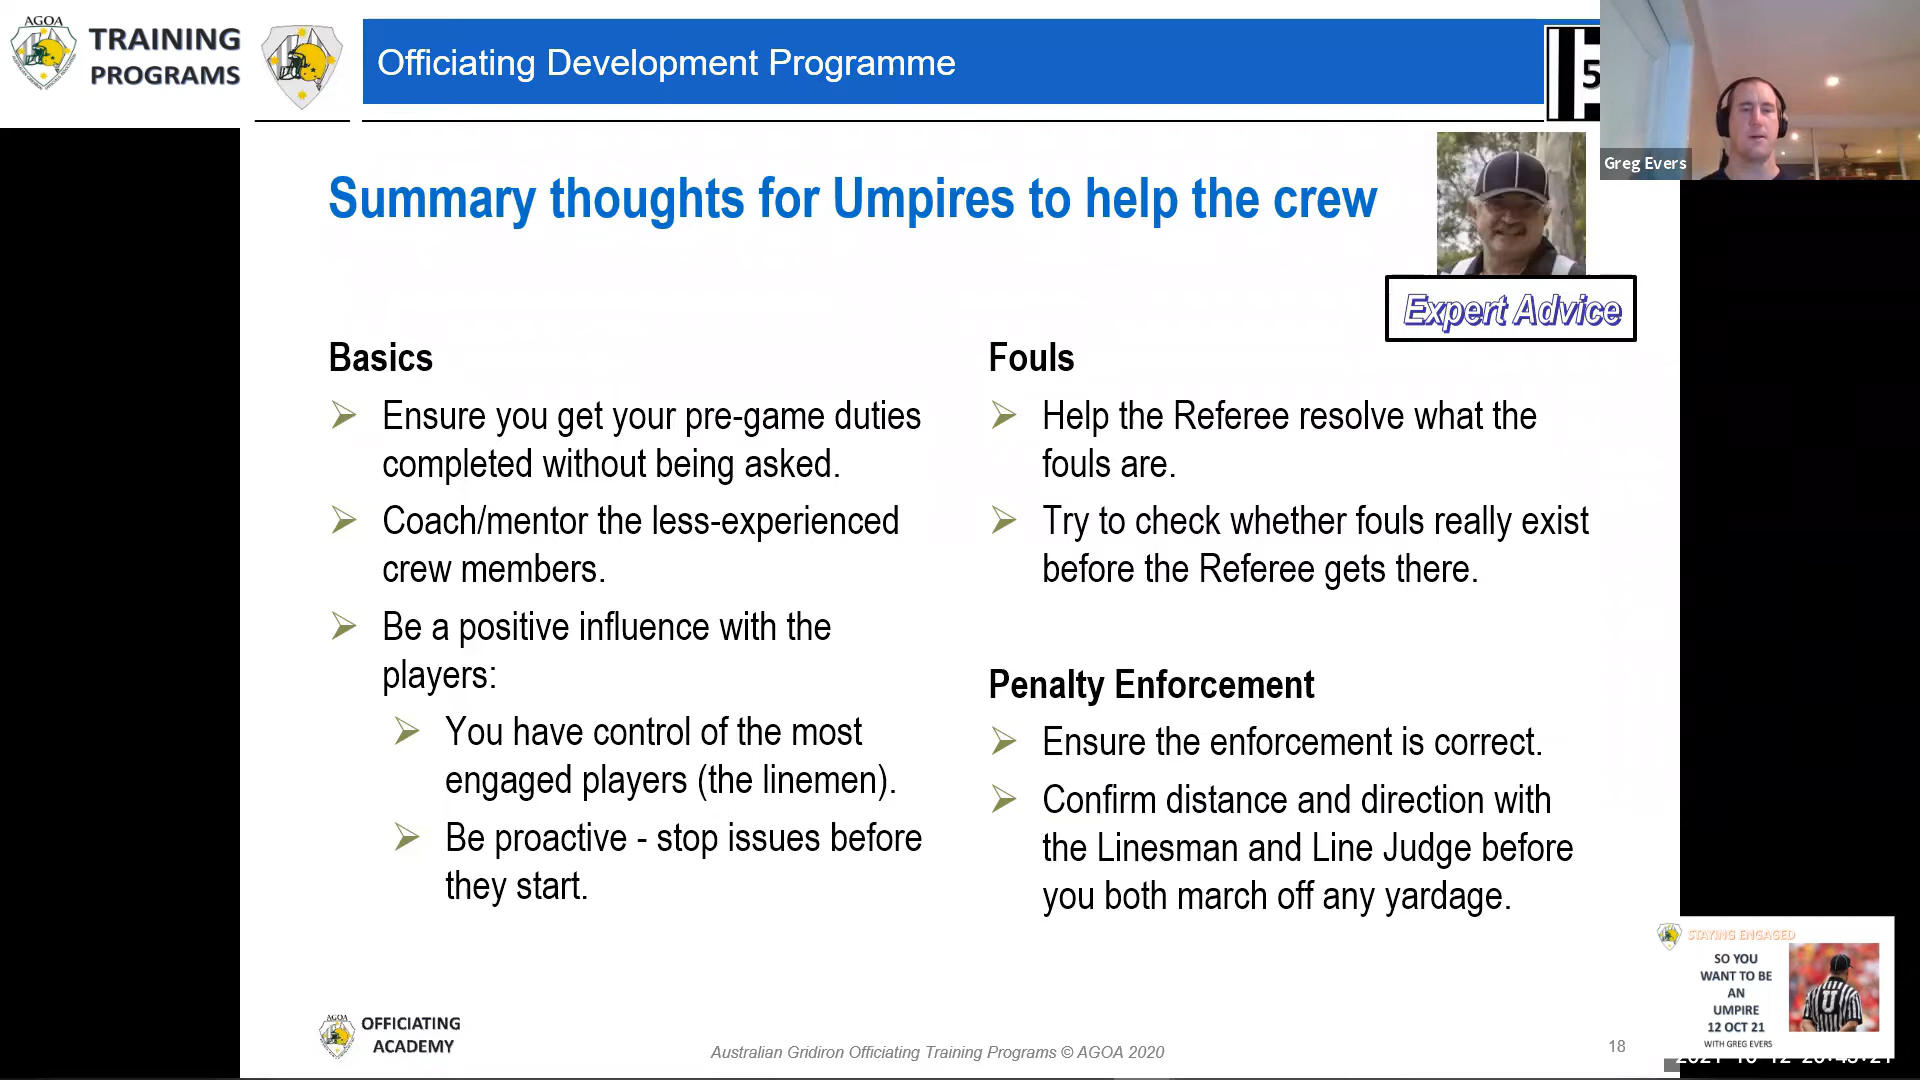 AGOA
TRAINING
PROGRAMS
Officiating Development Programme
5
Greg Evers
Summary thoughts for Umpires to help the crew
Expert Advice
Basics
Ensure you get your pre-game duties
completed without being asked.
Coach/mentor the less-experienced
crew members.
Be a positive influence with the
players:
You have control of the most
engaged players (the linemen).
Be proactive - stop issues before
they start.
Fouls
Help the Referee resolve what the
fouls are.
Try to check whether fouls really exist
before the Referee gets there.
Penalty Enforcement
Ensure the enforcement is correct.
Confirm distance and direction with
the Linesman and Line Judge before
you both march off any yardage.
STAYING ENGAGED
SO YOU
WANT TO BE
AN
UMPIRE
12 OCT 21
WITH GREG EVERS
U
AGOA
OFFICIATING
ACADEMY
Australian Gridiron Officiating Training Programs © AGOA 2020
18